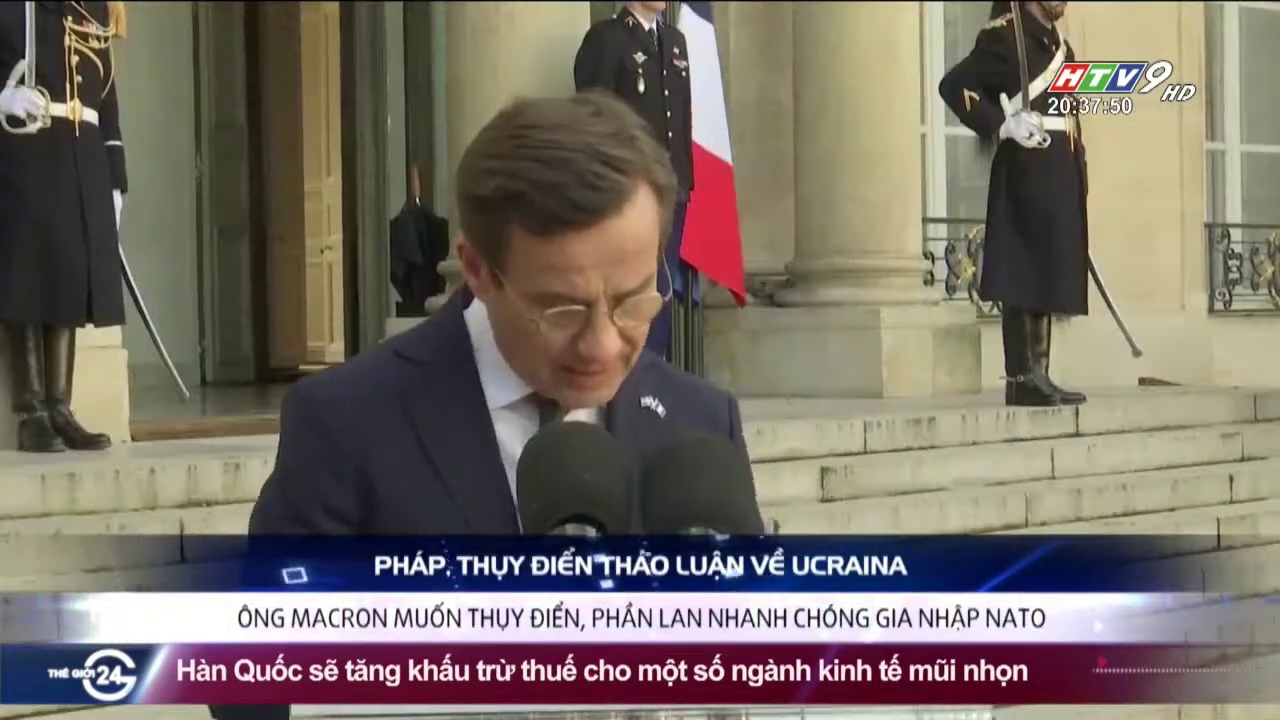 HTV9 HD
20:37:50
PHÁP, THỤY ĐIỂN THẢO LUẬN VỀ UCRAINA
ÔNG MACRON MUỐN THỤY ĐIỂN, PHẦN LAN NHANH CHÓNG GIA NHẬP NATO
THẾ GIỚI 24G
Hàn Quốc sẽ tăng khấu trừ thuế cho một số ngành kinh tế mũi nhọn